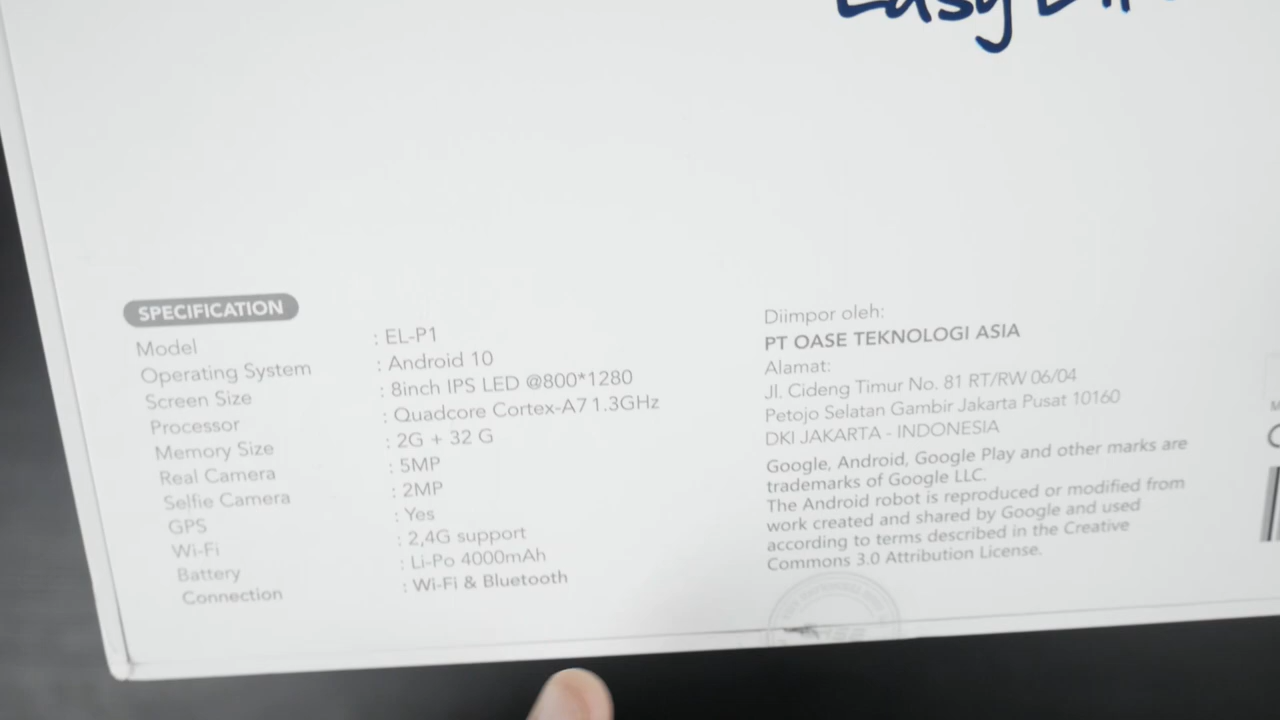 SPECIFICATION
Model : EL-P1
Operating System : Android 10
Screen Size : 8inch IPS LED @800*1280
Processor : Quadcore Cortex-A7 1.3GHz
Memory Size : 2G + 32 G
Real Camera : 5MP
Selfie Camera : 2MP
GPS : Yes
Wi-Fi : 2,4G support
Battery : Li-Po 4000mAh
Connection : Wi-Fi & Bluetooth
Diimpor oleh:
PT OASE TEKNOLOGI ASIA
Alamat:
Jl. Cideng Timur No. 81 RT/RW 06/04
Petojo Selatan Gambir Jakarta Pusat 10160
DKI JAKARTA - INDONESIA
Google, Android, Google Play and other marks are
trademarks of Google LLC.
The Android robot is reproduced or modified from
work created and shared by Google and used
according to terms described in the Creative
Commons 3.0 Attribution License.